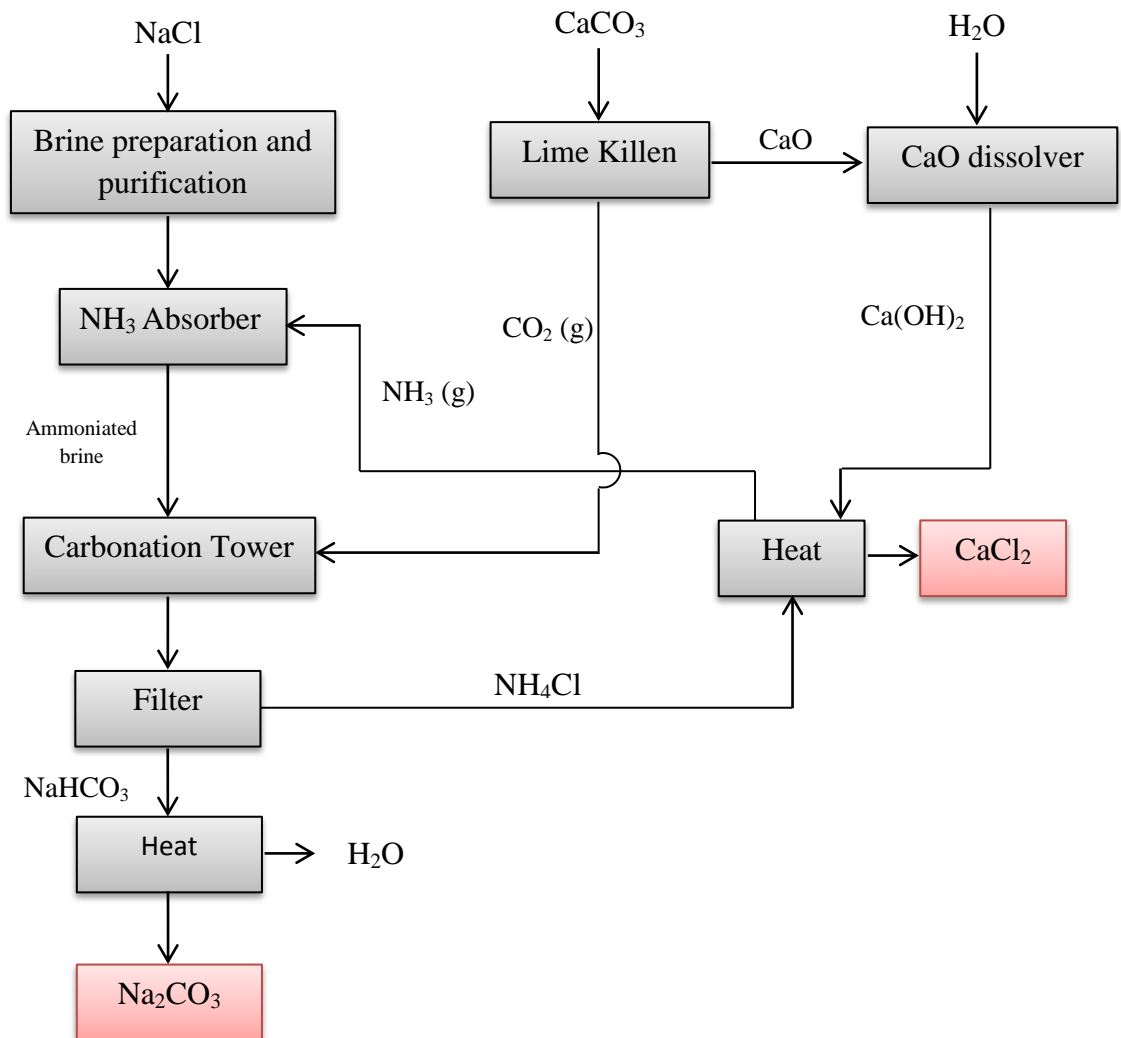 NaCl
CaCO₃
H₂O
Brine preparation and
purification
Lime Killen
CaO
CaO dissolver
NH₃ Absorber
CO₂ (g)
Ca(OH)₂
NH₃ (g)
Ammoniated
brine
Carbonation Tower
Heat
CaCl₂
Filter
NH₄Cl
NaHCO₃
Heat
H₂O
Na₂CO₃